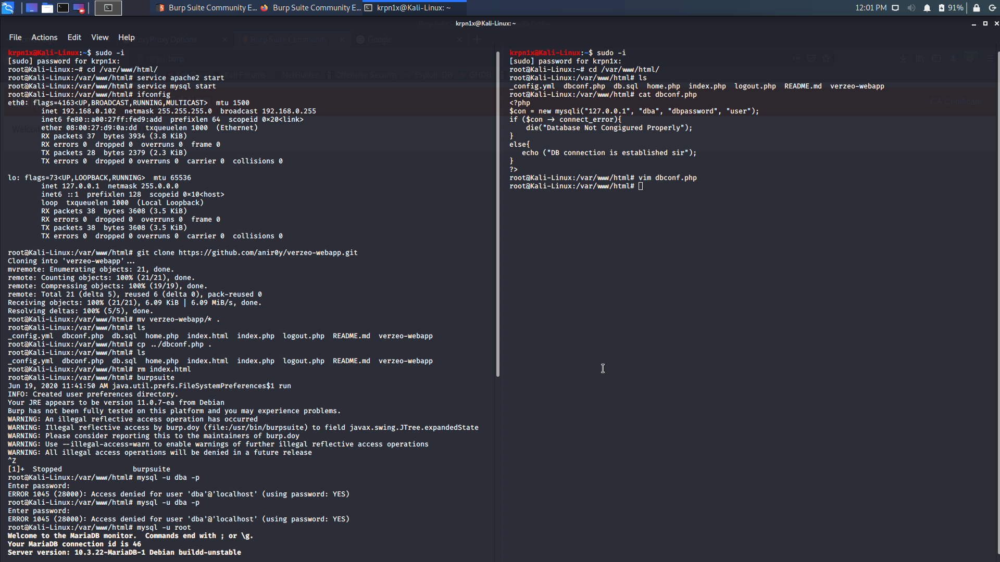 Burp Suite Community E...
Burp Suite Community E...
krpn1x@Kali-Linux: ~
12:01 PM
91%
krpn1x@Kali-Linux: ~
File Actions Edit View Help
krpn1x@Kali-Linux:~$ sudo -i
[sudo] password for krpn1x:
root@Kali-Linux:~# cd /var/www/html/
root@Kali-Linux:/var/www/html# service apache2 start
root@Kali-Linux:/var/www/html# service mysql start
root@Kali-Linux:/var/www/html# ifconfig
eth0: flags=4163<UP,BROADCAST,RUNNING,MULTICAST>  mtu 1500
        inet 192.168.0.102  netmask 255.255.255.0  broadcast 192.168.0.255
        inet6 fe80::a00:27ff:fed9:add  prefixlen 64  scopeid 0×20<link>
        ether 08:00:27:d9:0a:dd  txqueuelen 1000  (Ethernet)
        RX packets 37  bytes 3934 (3.8 KiB)
        RX errors 0  dropped 0  overruns 0  frame 0
        TX packets 28  bytes 2379 (2.3 KiB)
        TX errors 0  dropped 0 overruns 0  carrier 0  collisions 0
lo: flags=73<UP,LOOPBACK,RUNNING>  mtu 65536
        inet 127.0.0.1  netmask 255.0.0.0
        inet6 ::1  prefixlen 128  scopeid 0×10<host>
        loop  txqueuelen 1000  (Local Loopback)
        RX packets 38  bytes 3608 (3.5 KiB)
        RX errors 0  dropped 0  overruns 0  frame 0
        TX packets 38  bytes 3608 (3.5 KiB)
        TX errors 0  dropped 0 overruns 0  carrier 0  collisions 0
root@Kali-Linux:/var/www/html# git clone https://github.com/anir0y/verzeo-webapp.git
Cloning into 'verzeo-webapp'...
mvremote: Enumerating objects: 21, done.
remote: Counting objects: 100% (21/21), done.
remote: Compressing objects: 100% (19/19), done.
remote: Total 21 (delta 5), reused 6 (delta 0), pack-reused 0
Receiving objects: 100% (21/21), 6.09 KiB | 6.09 MiB/s, done.
Resolving deltas: 100% (5/5), done.
root@Kali-Linux:/var/www/html# mv verzeo-webapp/* .
root@Kali-Linux:/var/www/html# ls
_config.yml  dbconf.php  db.sql  home.php  index.html  index.php  logout.php  README.md  verzeo-webapp
root@Kali-Linux:/var/www/html# cp ../dbconf.php .
root@Kali-Linux:/var/www/html# ls
_config.yml  dbconf.php  db.sql  home.php  index.html  index.php  logout.php  README.md  verzeo-webapp
root@Kali-Linux:/var/www/html# rm index.html
root@Kali-Linux:/var/www/html# burpsuite
Jun 19, 2020 11:41:50 AM java.util.prefs.FileSystemPreferences$1 run
INFO: Created user preferences directory.
Your JRE appears to be version 11.0.7-ea from Debian
Burp has not been fully tested on this platform and you may experience problems.
WARNING: An illegal reflective access operation has occurred
WARNING: Illegal reflective access by burp.doy (file:/usr/bin/burpsuite) to field javax.swing.JTree.expandedState
WARNING: Please consider reporting this to the maintainers of burp.doy
WARNING: Use --illegal-access=warn to enable warnings of further illegal reflective access operations
WARNING: All illegal access operations will be denied in a future release
^Z
[1]+  Stopped                 burpsuite
root@Kali-Linux:/var/www/html# mysql -u dba -p
Enter password:
ERROR 1045 (28000): Access denied for user 'dba'@'localhost' (using password: YES)
root@Kali-Linux:/var/www/html# mysql -u dba -p
Enter password:
ERROR 1045 (28000): Access denied for user 'dba'@'localhost' (using password: YES)
root@Kali-Linux:/var/www/html# mysql -u root
Welcome to the MariaDB monitor.  Commands end with ; or \g.
Your MariaDB connection id is 46
Server version: 10.3.22-MariaDB-1 Debian buildd-unstable
krpn1x@Kali-Linux:~$ sudo -i
[sudo] password for krpn1x:
root@Kali-Linux:~# cd /var/www/html/
root@Kali-Linux:/var/www/html# ls
_config.yml  dbconf.php  db.sql  home.php  index.php  logout.php  README.md  verzeo-webapp
root@Kali-Linux:/var/www/html# cat dbconf.php
<?php
$con = new mysqli("127.0.0.1", "dba", "dbpassword", "user");
if ($con → connect_error){
    die("Database Not Congigured Properly");
}
else{
   echo ("DB connection is established sir");
}
?>
root@Kali-Linux:/var/www/html# vim dbconf.php
root@Kali-Linux:/var/www/html#